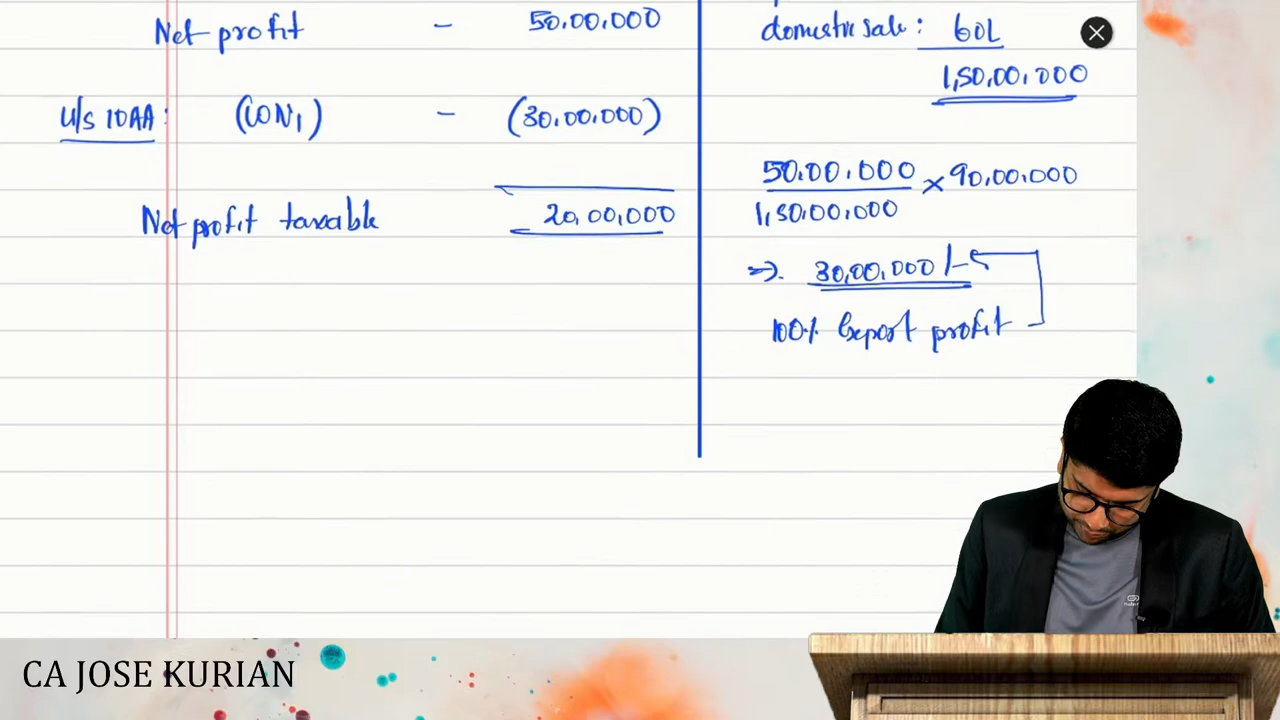 Net profit - 50,00,000
u/s 10AA: (WN1) - (30,00,000)
Net profit taxable 20,00,000
domestic sale: 60L
1,50,00,000
50,00,000 × 90,00,000
1,50,00,000
⇒ 30,00,000/-
100% Export profit
CA JOSE KURIAN